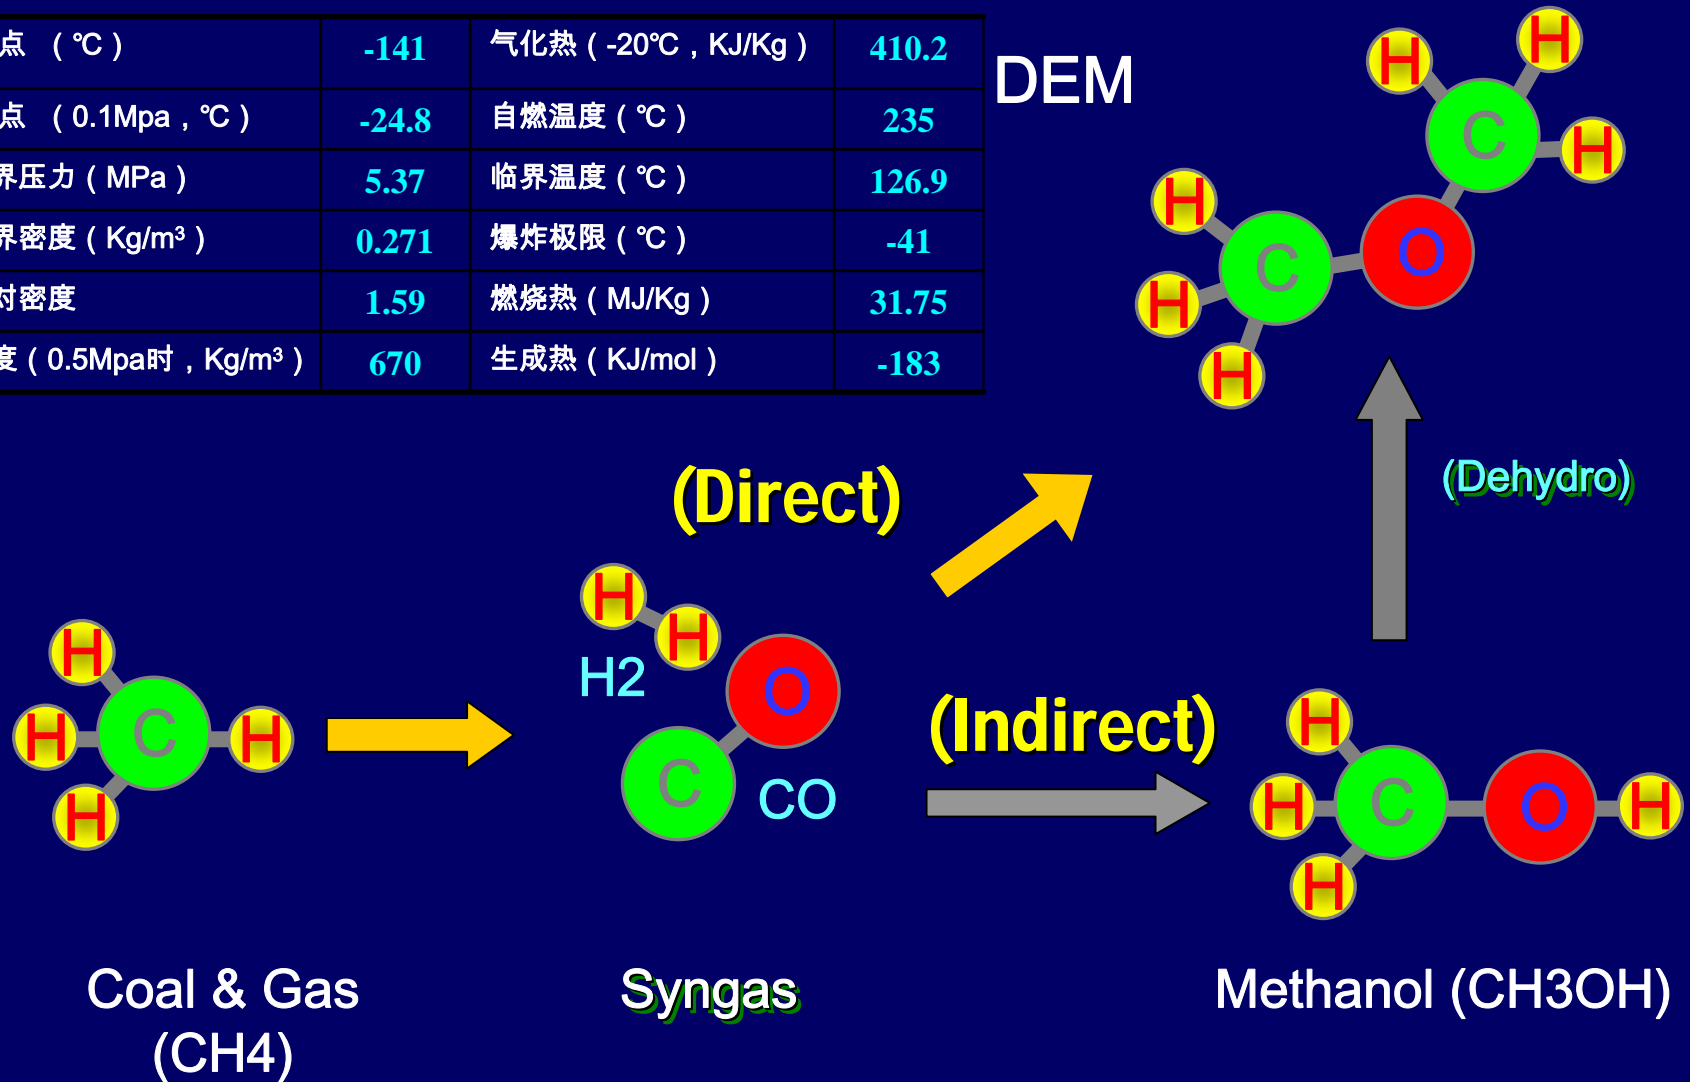 点 （℃） -141 气化热（-20℃，KJ/Kg） 410.2
点 （0.1Mpa，℃） -24.8 自燃温度（℃） 235
界压力（MPa） 5.37 临界温度（℃） 126.9
界密度（Kg/m³） 0.271 爆炸极限（℃） -41
对密度 1.59 燃烧热（MJ/Kg） 31.75
度（0.5Mpa时，Kg/m³） 670 生成热（KJ/mol） -183
DEM
H
H
C
H
H
C
O
H
H
(Direct)
(Dehydro)
H
H
H2
O
C
CO
H
H
C
H
H
(Indirect)
H
H
C
O
H
H
Coal & Gas
(CH4)
Syngas
Methanol (CH3OH)